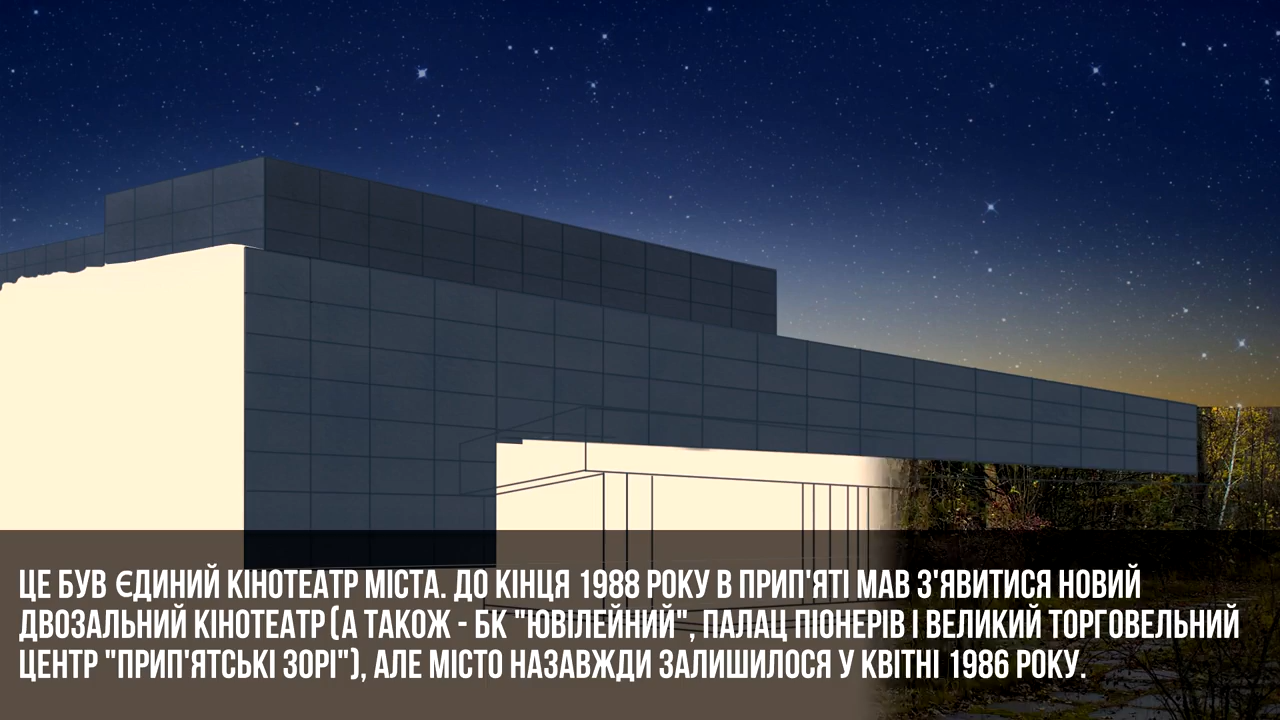 ЦЕ БУВ ЄДИНИЙ КІНОТЕАТР МІСТА. ДО КІНЦЯ 1988 РОКУ В ПРИП'ЯТІ МАВ З'ЯВИТИСЯ НОВИЙ
ДВОЗАЛЬНИЙ КІНОТЕАТР (А ТАКОЖ - БК "ЮВІЛЕЙНИЙ", ПАЛАЦ ПІОНЕРІВ І ВЕЛИКИЙ ТОРГОВЕЛЬНИЙ
ЦЕНТР "ПРИП'ЯТСЬКІ ЗОРІ"), АЛЕ МІСТО НАЗАВЖДИ ЗАЛИШИЛОСЯ У КВІТНІ 1986 РОКУ.